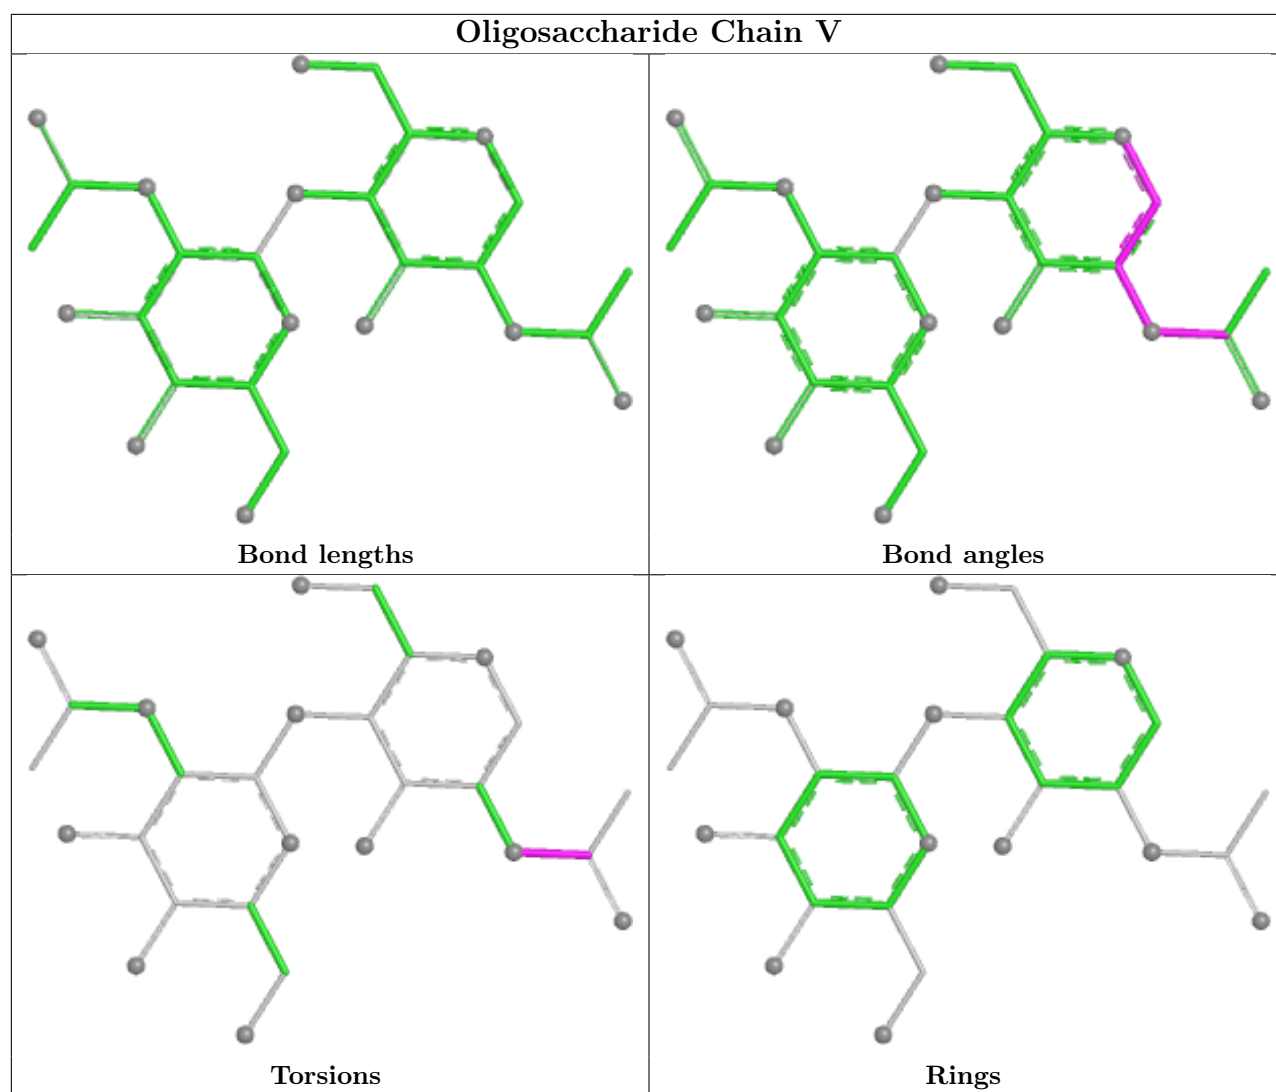 Oligosaccharide Chain V
Bond lengths
Bond angles
Torsions
Rings